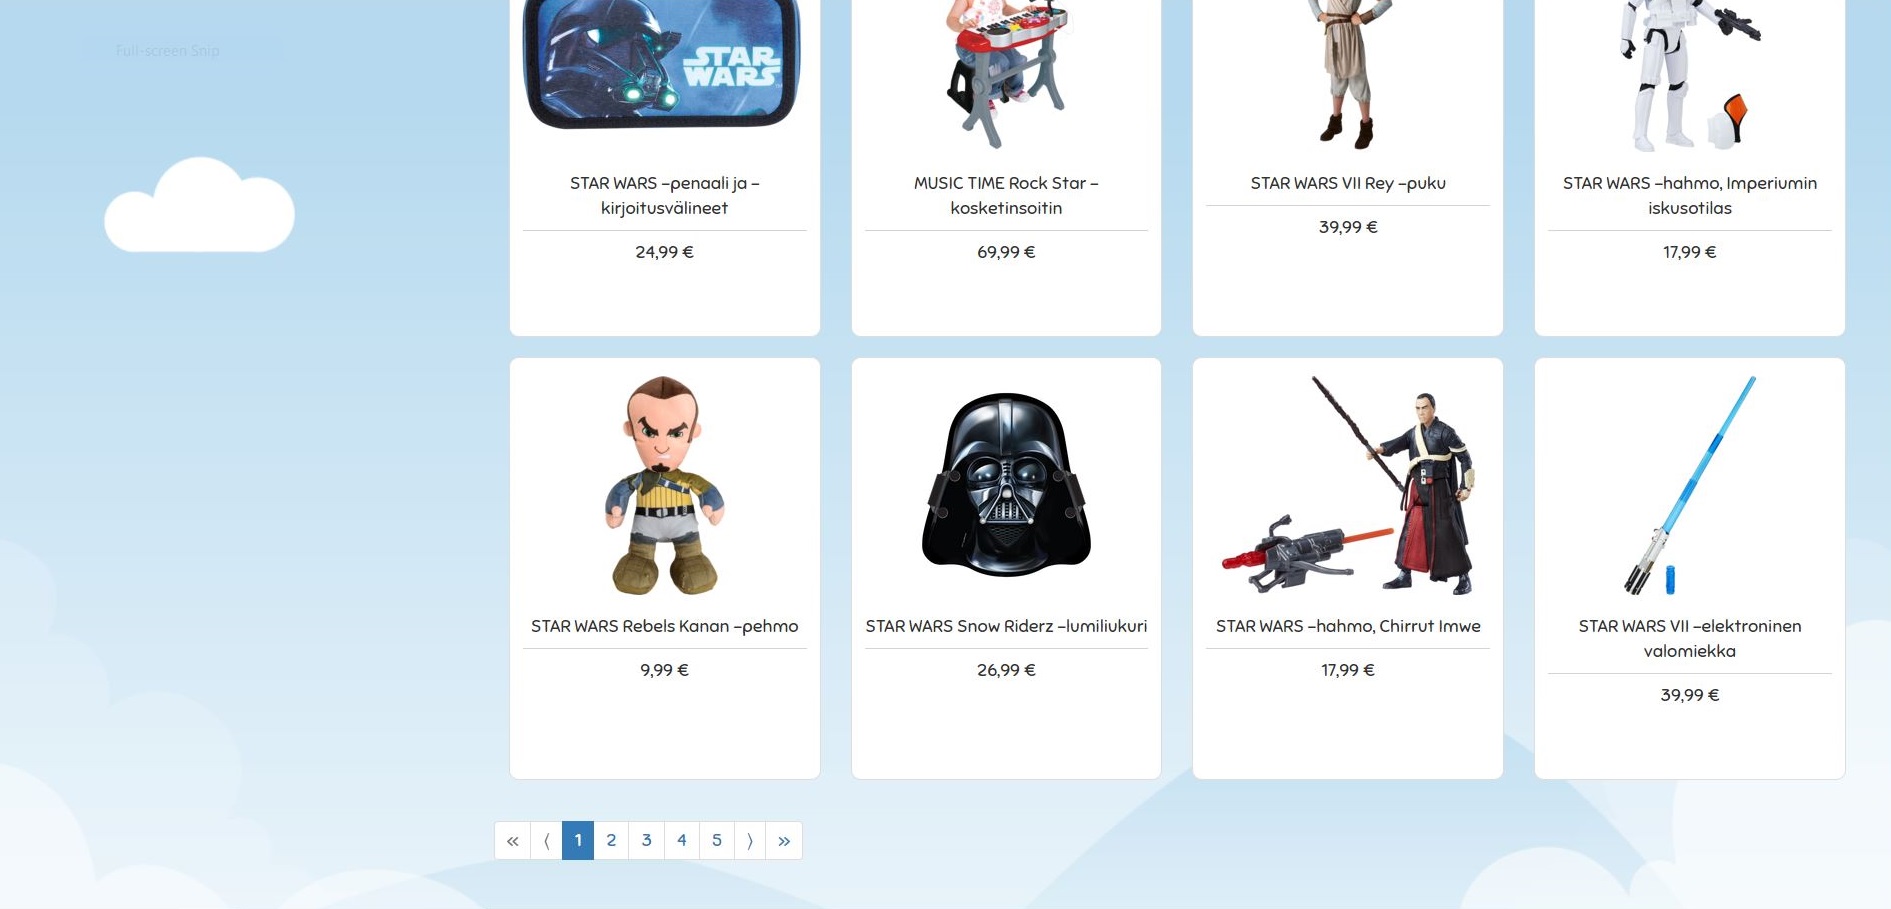 Full-screen Snip
STAR
WARS
STAR WARS -penaali ja -
kirjoitusvälineet
24,99 €
MUSIC TIME Rock Star -
kosketinsoitin
69,99 €
STAR WARS VII Rey -puku
39,99 €
STAR WARS -hahmo, Imperiumin
iskusotilas
17,99 €
STAR WARS Rebels Kanan -pehmo
9,99 €
STAR WARS Snow Riderz -lumiliukuri
26,99 €
STAR WARS -hahmo, Chirrut Imwe
17,99 €
STAR WARS VII -elektroninen
valomiekka
39,99 €
« ⟨ 1 2 3 4 5 ⟩ »